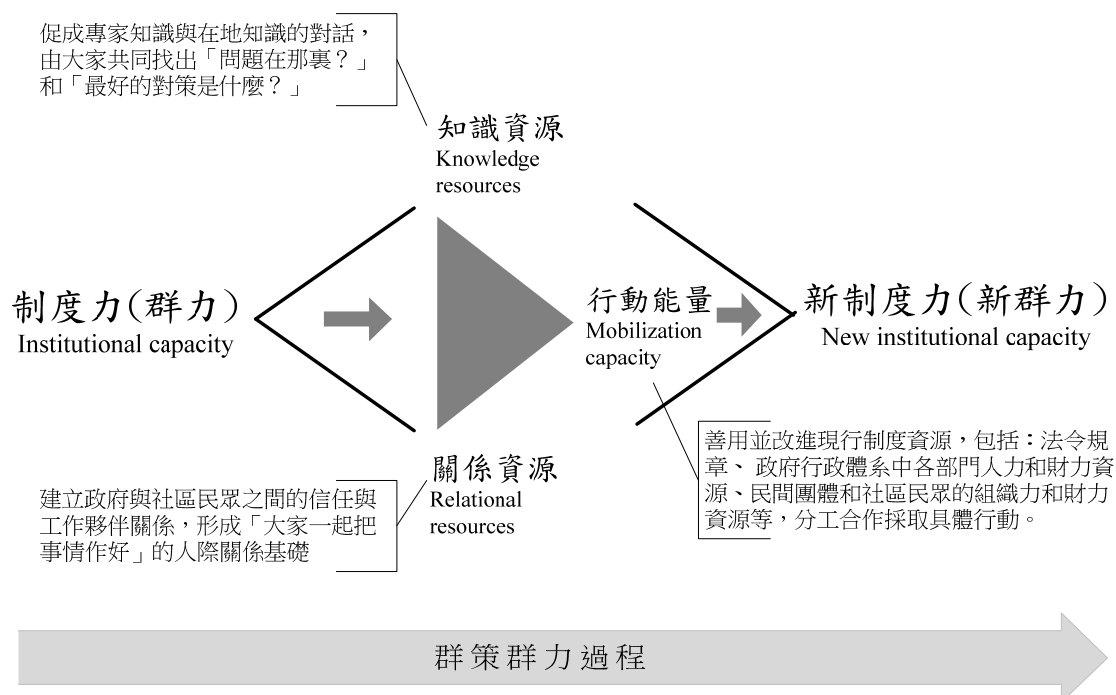 促成專家知識與在地知識的對話，
由大家共同找出「問題在那裏？」
和「最好的對策是什麼？」
知識資源
Knowledge
resources
制度力(群力)
Institutional capacity
行動能量
Mobilization
capacity
新制度力(新群力)
New institutional capacity
關係資源
Relational
resources
建立政府與社區民眾之間的信任與
工作夥伴關係，形成「大家一起把
事情作好」的人際關係基礎
善用並改進現行制度資源，包括：法令規
章、 政府行政體系中各部門人力和財力資
源、民間團體和社區民眾的組織力和財力
資源等，分工合作採取具體行動。
群策群力過程